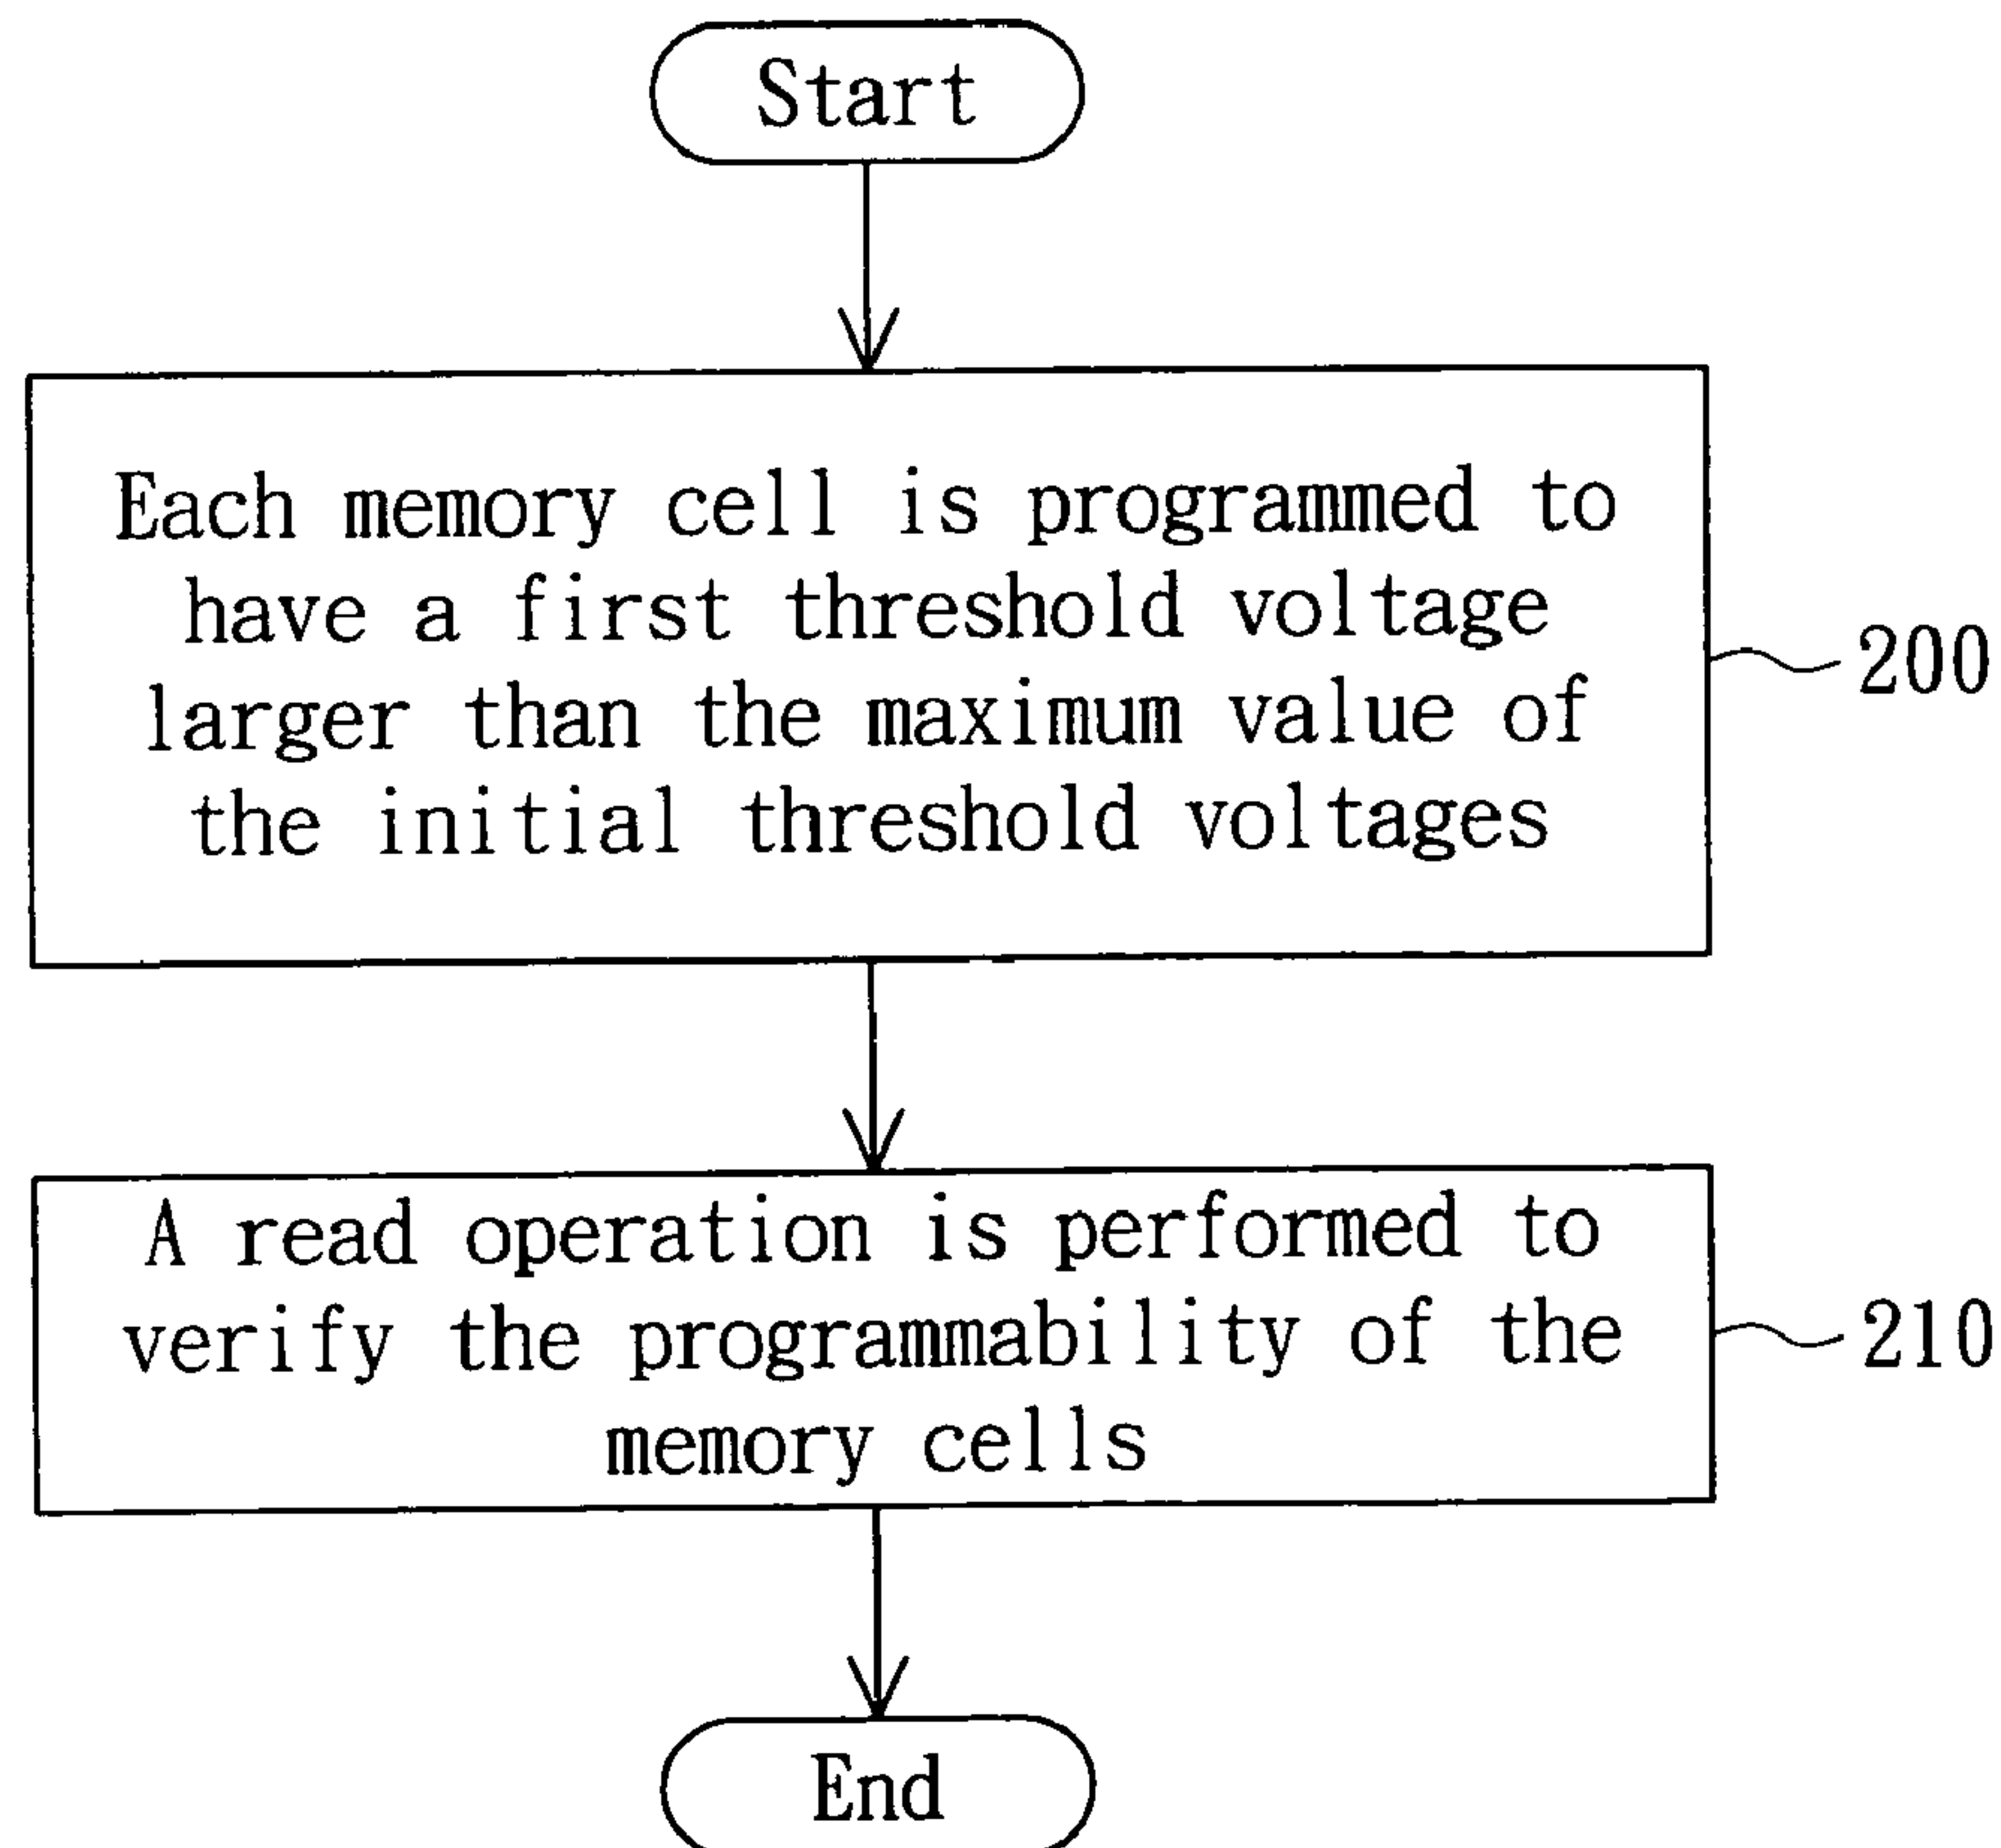 Start
Each memory cell is programmed to
have a first threshold voltage
larger than the maximum value of
the initial threshold voltages
200
A read operation is performed to
verify the programmability of the
memory cells
210
End